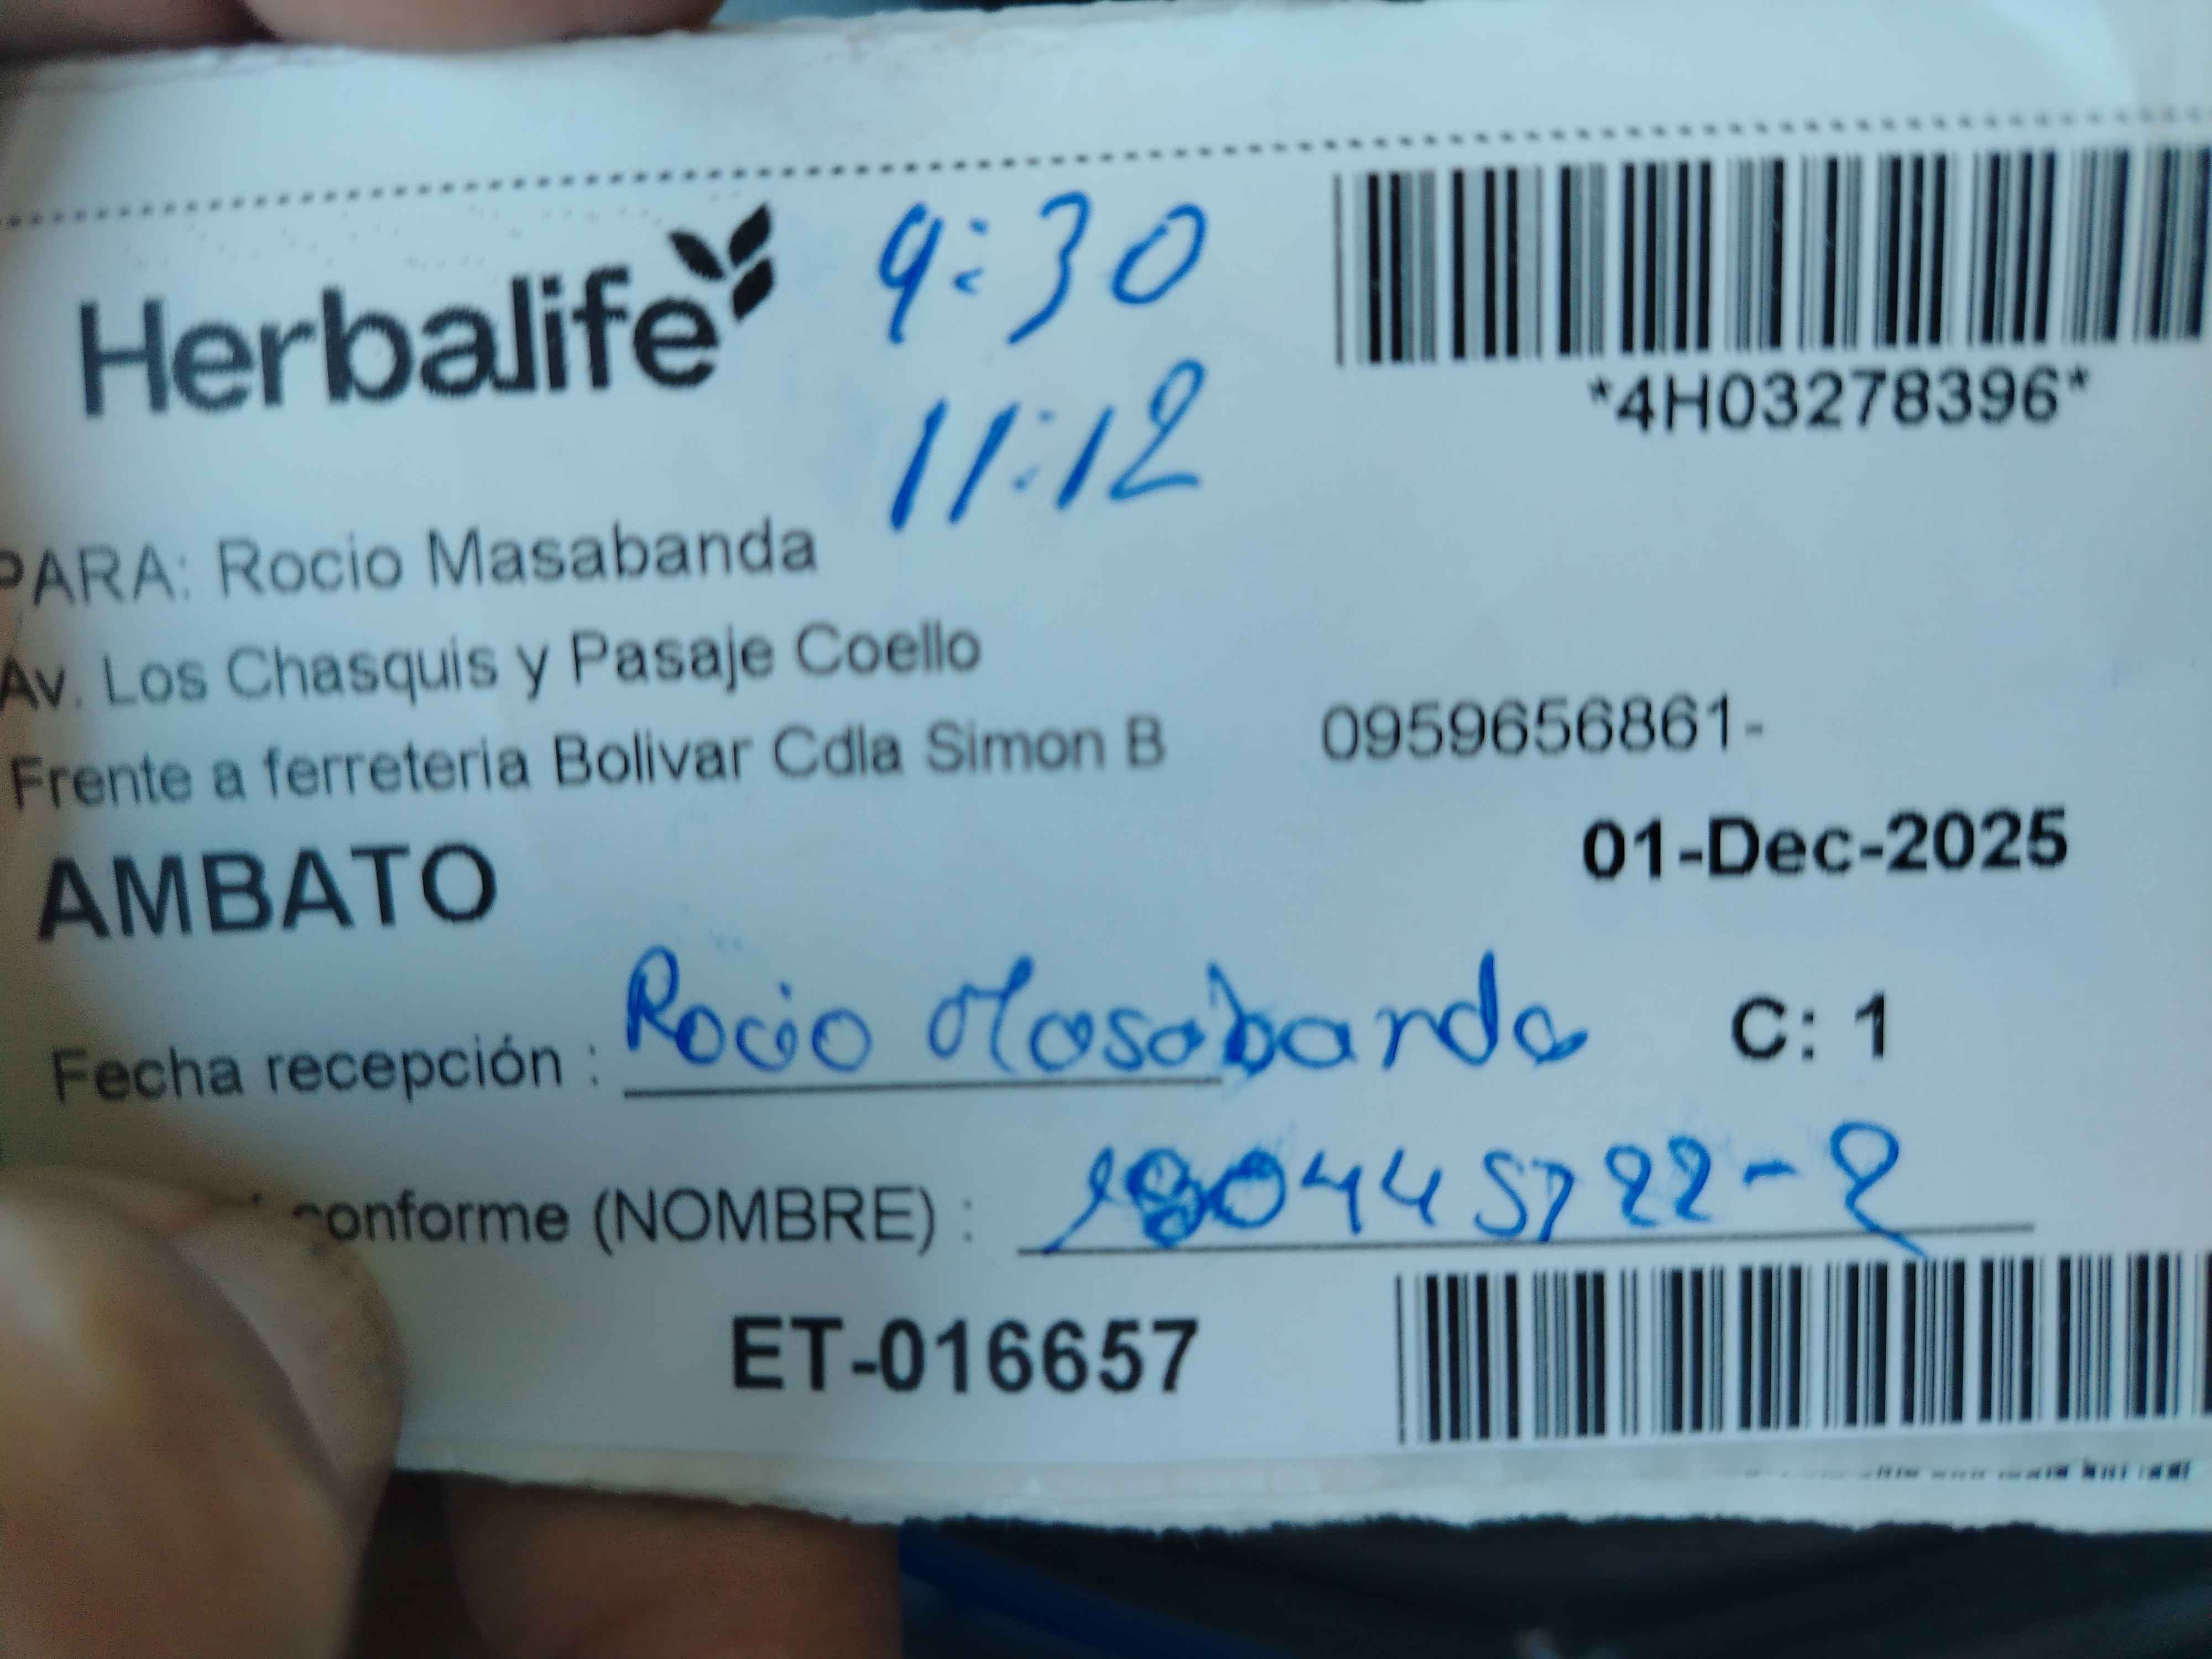 Herbalife
9:30
*4H03278396*
11:12
PARA: Rocio Masabanda
Av. Los Chasquis y Pasaje Coello
Frente a ferreteria Bolivar Cdla Simon B 0959656861-
01-Dec-2025
AMBATO
Fecha recepción : Rocio Masabanda C: 1
conforme (NOMBRE) : 180445722-2
ET-016657